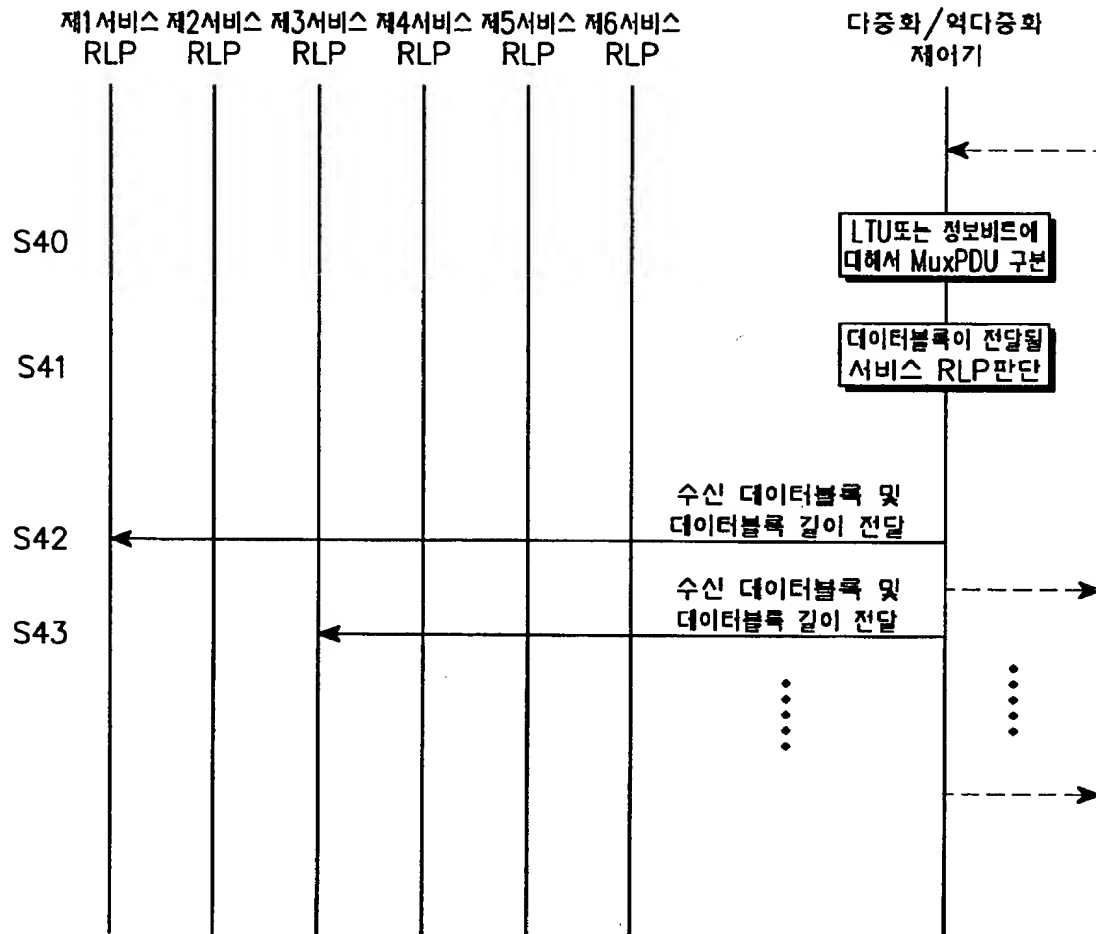 제1서비스 제2서비스 제3서비스 제4서비스 제5서비스 제6서비스 다중화/역다중화
RLP RLP RLP RLP RLP RLP 제어기
S40
LTU또는 정보비트에
대해서 MuxPDU 구분
S41
데이터블록이 전달될
서비스 RLP판단
수신 데이터블록 및
S42
데이터블록 길이 전달
수신 데이터블록 및
S43
데이터블록 길이 전달